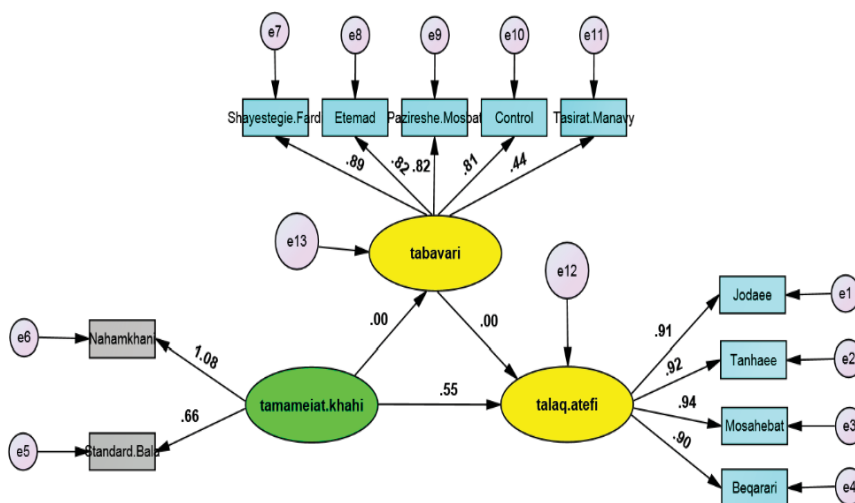 e7
e8
e9
e10
e11
Shayestegie.Fard
Etemad
Pazireshe.Mosbat
Control
Tasirat.Manavy
.89
.82
.82
.81
.44
e13
tabavari
e12
e6
Nahamkhani
1.08
.00
.00
Jodaee
e1
.91
Tanhaee
e2
.92
tamameiat.khahi
.55
talaq.atefi
.66
.94
Mosahebat
e3
e5
Standard.Bala
.90
Beqarari
e4